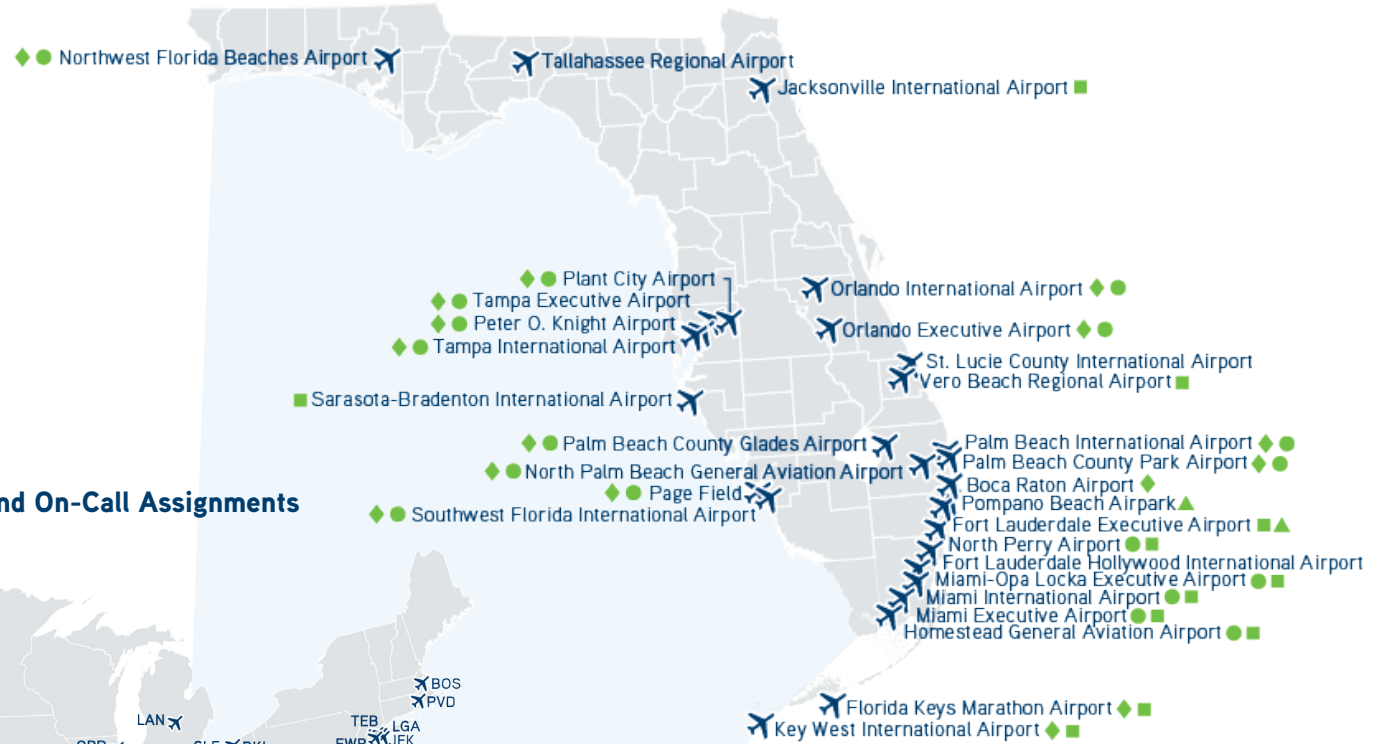 Northwest Florida Beaches Airport
Tallahassee Regional Airport
Jacksonville International Airport
Plant City Airport
Tampa Executive Airport
Peter O. Knight Airport
Tampa International Airport
Orlando International Airport
Orlando Executive Airport
St. Lucie County International Airport
Vero Beach Regional Airport
Sarasota-Bradenton International Airport
Palm Beach County Glades Airport
North Palm Beach General Aviation Airport
Page Field
Southwest Florida International Airport
Palm Beach International Airport
Palm Beach County Park Airport
Boca Raton Airport
Pompano Beach Airpark
Fort Lauderdale Executive Airport
North Perry Airport
Fort Lauderdale Hollywood International Airport
Miami-Opa Locka Executive Airport
Miami International Airport
Miami Executive Airport
Homestead General Aviation Airport
On-Call Assignments
Florida Keys Marathon Airport
Key West International Airport
BOS
PVD
LAN
TEB
LGA
EWR
JFK